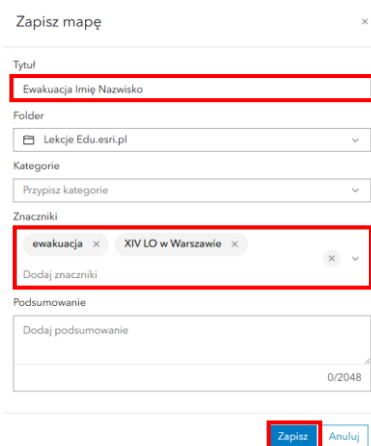 Zapisz mapę
Tytuł
Ewakuacja Imię Nazwisko
Folder
Lekcje Edu.esri.pl
Kategorie
Przypisz kategorie
Znaczniki
ewakuacja × XIV LO w Warszawie ×
Dodaj znaczniki
Podsumowanie
Dodaj podsumowanie
0/2048
Zapisz Anuluj